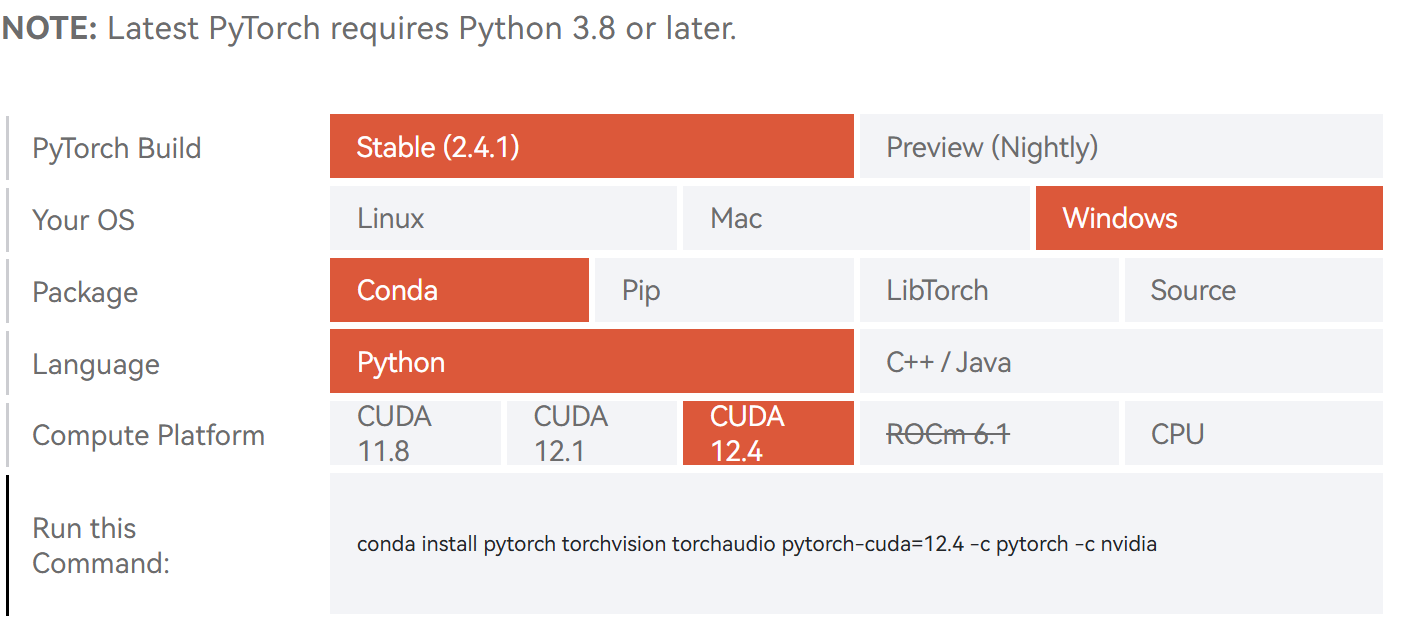 NOTE: Latest PyTorch requires Python 3.8 or later.
PyTorch Build
Stable (2.4.1)
Preview (Nightly)
Your OS
Linux
Mac
Windows
Package
Conda
Pip
LibTorch
Source
Language
Python
C++ / Java
Compute Platform
CUDA
11.8
CUDA
12.1
CUDA
12.4
ROCm 6.1
CPU
Run this
Command:
conda install pytorch torchvision torchaudio pytorch-cuda=12.4 -c pytorch -c nvidia